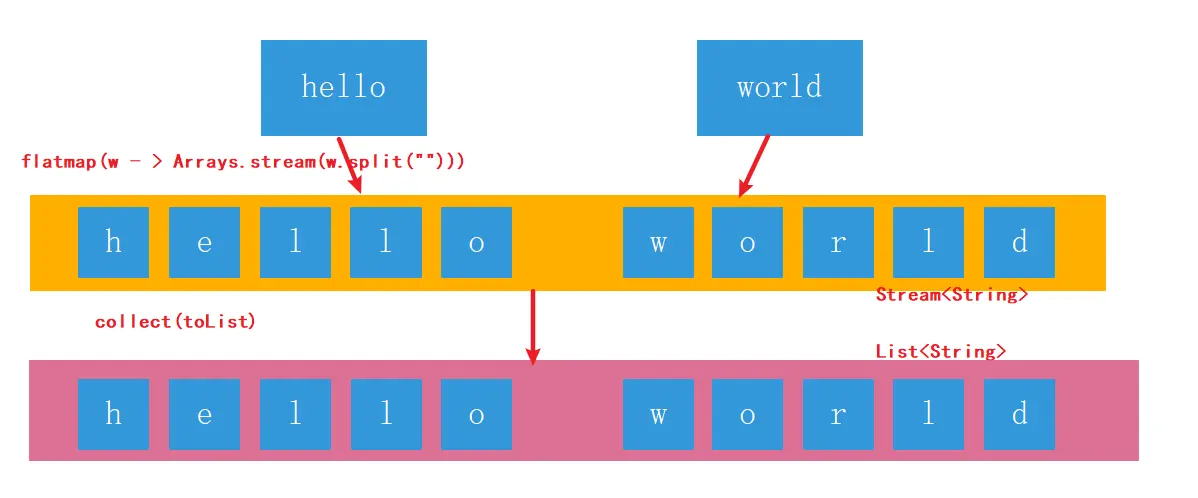 hello world
flatmap(w - > Arrays.stream(w.split("")))
h e l l o w o r l d
Stream<String>
collect(toList)
List<String>
h e l l o w o r l d